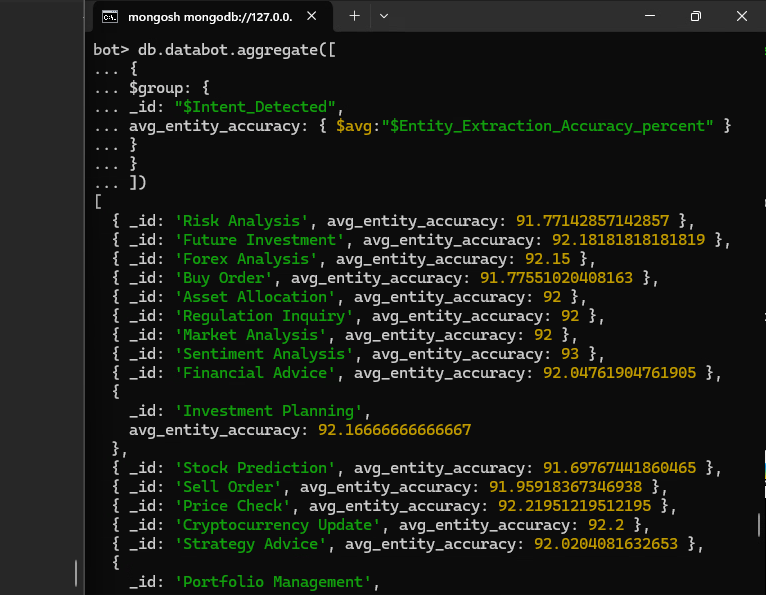 mongosh mongodb://127.0.0.
bot> db.databot.aggregate([
... {
... $group: {
... _id: "$Intent_Detected",
... avg_entity_accuracy: { $avg:"$Entity_Extraction_Accuracy_percent" }
... }
... }
... ])
[
{ _id: 'Risk Analysis', avg_entity_accuracy: 91.77142857142857 },
{ _id: 'Future Investment', avg_entity_accuracy: 92.18181818181819 },
{ _id: 'Forex Analysis', avg_entity_accuracy: 92.15 },
{ _id: 'Buy Order', avg_entity_accuracy: 91.77551020408163 },
{ _id: 'Asset Allocation', avg_entity_accuracy: 92 },
{ _id: 'Regulation Inquiry', avg_entity_accuracy: 92 },
{ _id: 'Market Analysis', avg_entity_accuracy: 92 },
{ _id: 'Sentiment Analysis', avg_entity_accuracy: 93 },
{ _id: 'Financial Advice', avg_entity_accuracy: 92.04761904761905 },
{
_id: 'Investment Planning',
avg_entity_accuracy: 92.16666666666667
},
{ _id: 'Stock Prediction', avg_entity_accuracy: 91.69767441860465 },
{ _id: 'Sell Order', avg_entity_accuracy: 91.95918367346938 },
{ _id: 'Price Check', avg_entity_accuracy: 92.21951219512195 },
{ _id: 'Cryptocurrency Update', avg_entity_accuracy: 92.2 },
{ _id: 'Strategy Advice', avg_entity_accuracy: 92.0204081632653 },
{
_id: 'Portfolio Management',